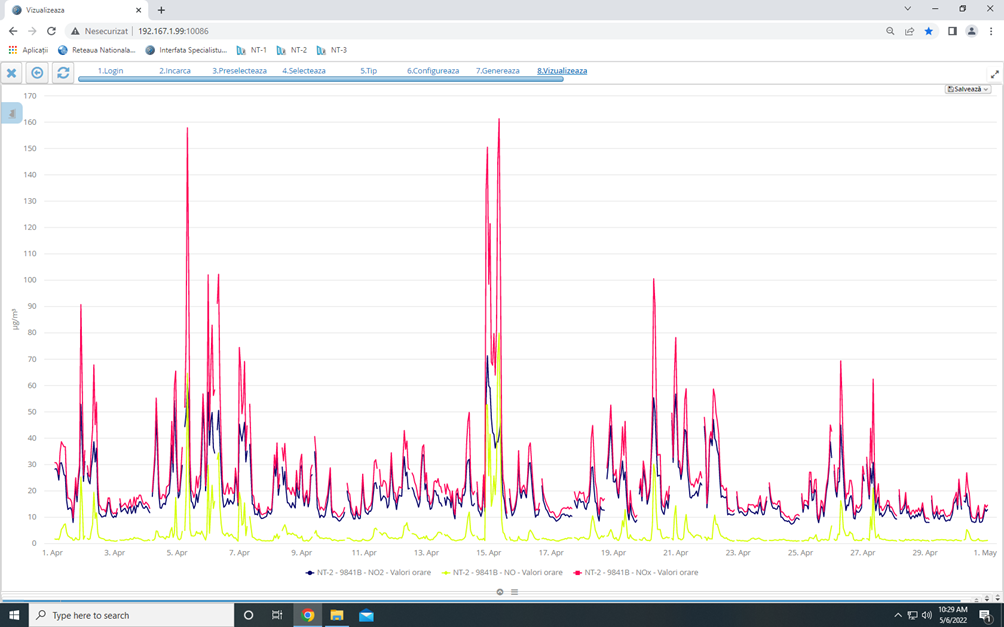 Vizualizeaza
Nesecurizat | 192.167.1.99:10086
Aplicații Reteaua Nationala... Interfata Specialistu... NT-1 NT-2 NT-3
1.Login 2.Incarca 3.Preselecteaza 4.Selecteaza 5.Tip 6.Configureaza 7.Genereaza 8.Vizualizeaza
Salvează
170
160
150
140
130
120
110
100
90
80
70
60
50
40
30
20
10
0
µg/m³
1. Apr 3. Apr 5. Apr 7.Apr 9. Apr 11.Apr 13.Apr 15.Apr 17.Apr 19.Apr 21.Apr 23.Apr 25.Apr 27.Apr 29. Apr 1. May
NT-2 - 9841B - NO2 - Valori orare NT-2 - 9841B - NO - Valori orare NT-2 - 9841B - NOx - Valori orare
Type here to search
10:29 AM
5/6/2022
1